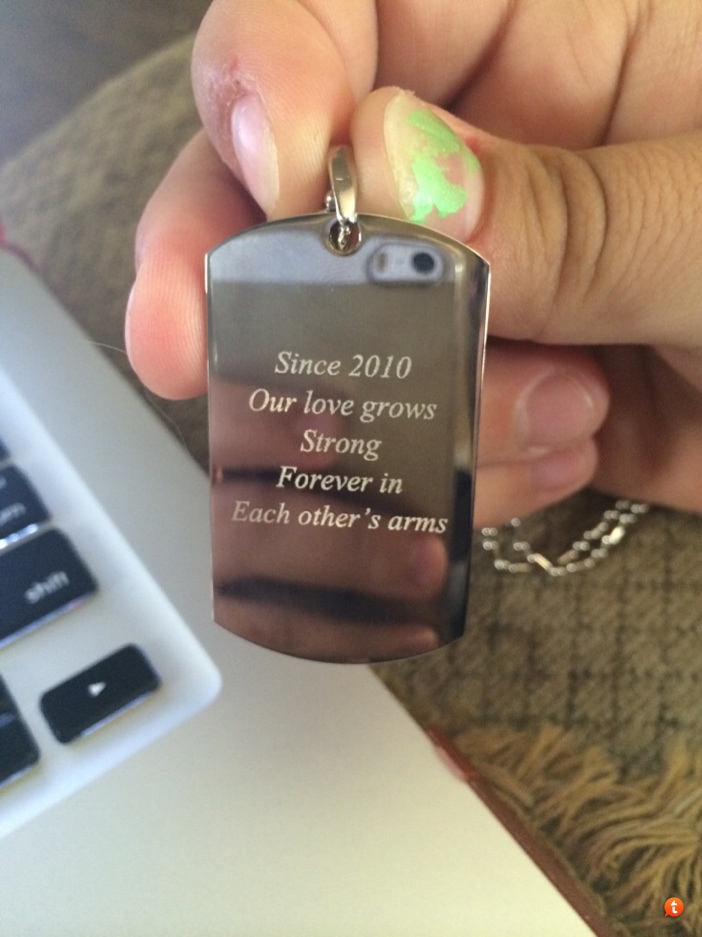 Since 2010
Our love grows
Strong
Forever in
Each other's arms
shift
t